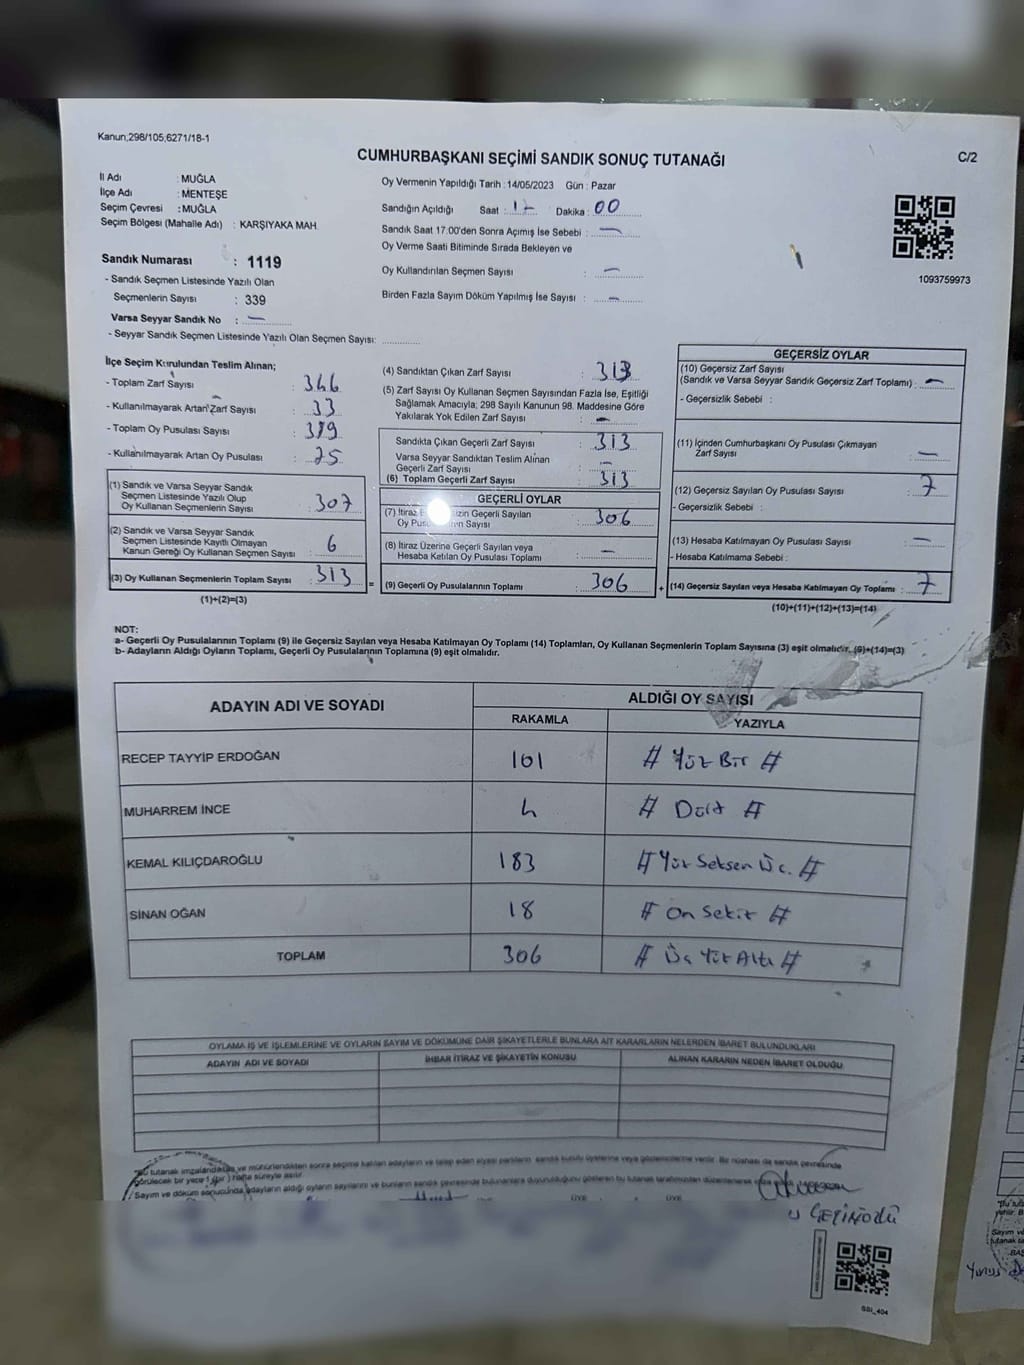 Kanun,298/105,6271/18-1
CUMHURBAŞKANI SEÇİMİ SANDIK SONUÇ TUTANAĞI
C/2
İl Adı : MUĞLA
İlçe Adı : MENTEŞE
Seçim Çevresi : MUĞLA
Seçim Bölgesi (Mahalle Adı) : KARŞIYAKA MAH
Oy Vermenin Yapıldığı Tarih : 14/05/2023 Gün : Pazar
Sandığın Açıldığı Saat : 17 Dakika : 00
Sandık Saat 17:00'den Sonra Açımış İse Sebebi : —
Oy Verme Saati Bitiminde Sırada Bekleyen ve
Oy Kullandırılan Seçmen Sayısı : —
Birden Fazla Sayım Döküm Yapılmış İse Sayısı : —
1093759973
Sandık Numarası : 1119
- Sandık Seçmen Listesinde Yazılı Olan
Seçmenlerin Sayısı : 339
Varsa Seyyar Sandık No : —
- Seyyar Sandık Seçmen Listesinde Yazılı Olan Seçmen Sayısı:
İlçe Seçim Kurulundan Teslim Alınan;
- Toplam Zarf Sayısı : 346
- Kullanılmayarak Artan Zarf Sayısı : 33
- Toplam Oy Pusulası Sayısı :
- Kullanılmayarak Artan Oy Pusulası :
(1) Sandık ve Varsa Seyyar Sandık
Seçmen Listesinde Yazılı Olup
Oy Kullanan Seçmenlerin Sayısı : 307
(2) Sandık ve Varsa Seyyar Sandık
Seçmen Listesinde Kayıtlı Olmayan
Kanun Gereği Oy Kullanan Seçmen Sayısı : 6
(3) Oy Kullanan Seçmenlerin Toplam Sayısı : 313
(1)+(2)=(3)
(4) Sandıktan Çıkan Zarf Sayısı : 313
(5) Zarf Sayısı Oy Kullanan Seçmen Sayısından Fazla İse, Eşitliği
Sağlamak Amacıyla; 298 Sayılı Kanunun 98. Maddesine Göre
Yakılarak Yok Edilen Zarf Sayısı : —
Sandıkta Çıkan Geçerli Zarf Sayısı : 313
Varsa Seyyar Sandıktan Teslim Alınan
Geçerli Zarf Sayısı : —
(6) Toplam Geçerli Zarf Sayısı : 313
GEÇERLİ OYLAR
(7) İtiraz Geçerli Sayılan
Oy Sayısı : 306
(8) İtiraz Üzerine Geçerli Sayılan veya
Hesaba Katılan Oy Pusulası Toplamı : —
= (9) Geçerli Oy Pusulalarının Toplamı : 306 +
GEÇERSİZ OYLAR
(10) Geçersiz Zarf Sayısı
(Sandık ve Varsa Seyyar Sandık Geçersiz Zarf Toplamı) : —
- Geçersizlik Sebebi :
(11) İçinden Cumhurbaşkanı Oy Pusulası Çıkmayan
Zarf Sayısı : —
(12) Geçersiz Sayılan Oy Pusulası Sayısı : 7
- Geçersizlik Sebebi :
(13) Hesaba Katılmayan Oy Pusulası Sayısı : —
- Hesaba Katılmama Sebebi :
(14) Geçersiz Sayılan veya Hesaba Katılmayan Oy Toplamı : 7
(10)+(11)+(12)+(13)=(14)
NOT:
a- Geçerli Oy Pusulalarının Toplamı (9) ile Geçersiz Sayılan veya Hesaba Katılmayan Oy Toplamı (14) Toplamları, Oy Kullanan Seçmenlerin Toplam Sayısına (3) eşit olmalıdır. (9)+(14)=(3)
b- Adayların Aldığı Oyların Toplamı, Geçerli Oy Pusulalarının Toplamına (9) eşit olmalıdır.
ADAYIN ADI VE SOYADI
ALDIĞI OY SAYISI
RAKAMLA YAZIYLA
RECEP TAYYİP ERDOĞAN 101 # Yüz Bir #
MUHARREM İNCE 4 # Dört #
KEMAL KILIÇDAROĞLU 183 # Yüz Seksen Üç. #
SİNAN OĞAN 18 # On Sekiz #
TOPLAM 306 # Üç Yüz Altı #
OYLAMA İŞ VE İŞLEMLERİNE VE OYLARIN SAYIM VE DÖKÜMÜNE DAİR ŞİKAYETLERLE BUNLARA AİT KARARLARIN NELERDEN İBARET BULUNDUKLARI
ADAYIN ADI VE SOYADI İHBAR İTİRAZ VE ŞİKAYETİN KONUSU ALINAN KARARIN NEDEN İBARET OLDUĞU
görülecek bir yere 1 (bir) hafta süreyle asılır.
ÜYE ÜYE